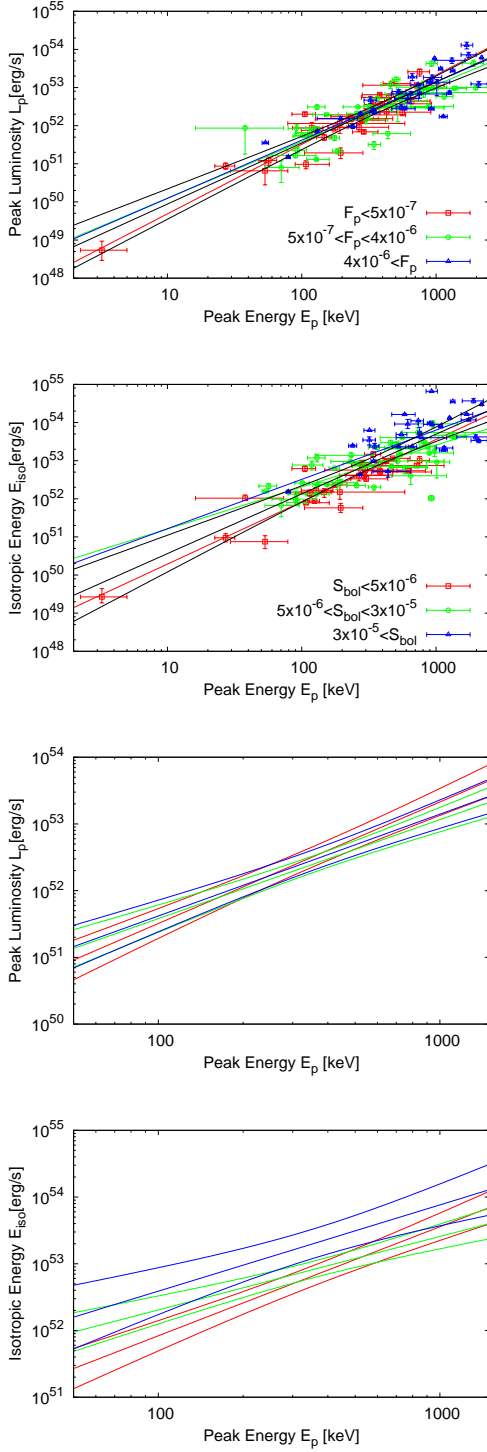 10^55
10^54
10^53
10^52
10^51
10^50
10^49
10^48
Peak Luminosity L_p[erg/s]
F_p<5x10^-7
5x10^-7<F_p<4x10^-6
4x10^-6<F_p
10 100 1000
Peak Energy E_p [keV]
10^55
10^54
10^53
10^52
10^51
10^50
10^49
10^48
Isotropic Energy E_iso[erg/s]
S_bol<5x10^-6
5x10^-6<S_bol<3x10^-5
3x10^-5<S_bol
10 100 1000
Peak Energy E_p [keV]
10^54
10^53
10^52
10^51
10^50
Peak Luminosity L_p[erg/s]
100 1000
Peak Energy E_p [keV]
10^55
10^54
10^53
10^52
10^51
Isotropic Energy E_iso[erg/s]
100 1000
Peak Energy E_p [keV]